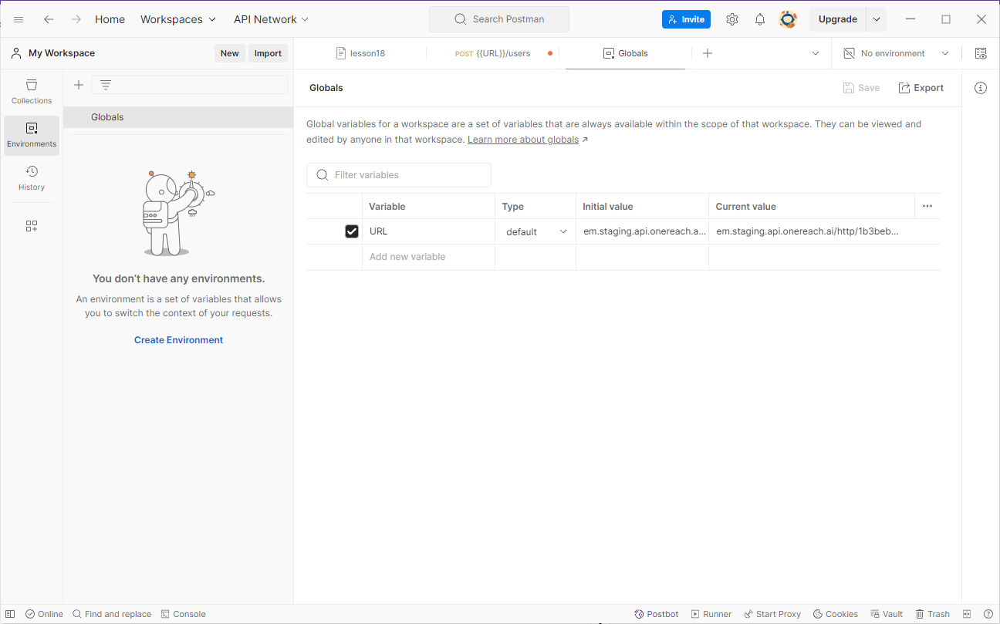 Home Workspaces API Network Search Postman Invite Upgrade
My Workspace New Import lesson18 POST {{URL}}/users Globals No environment
Collections
Environments
History
Globals
You don’t have any environments.
An environment is a set of variables that allows
you to switch the context of your requests.
Create Environment
Globals Save Export
Global variables for a workspace are a set of variables that are always available within the scope of that workspace. They can be viewed and
edited by anyone in that workspace. Learn more about globals ↗
Filter variables
Variable Type Initial value Current value
URL default em.staging.api.onereach.a... em.staging.api.onereach.ai/http/1b3beb...
Add new variable
Online Find and replace Console Postbot Runner Start Proxy Cookies Vault Trash